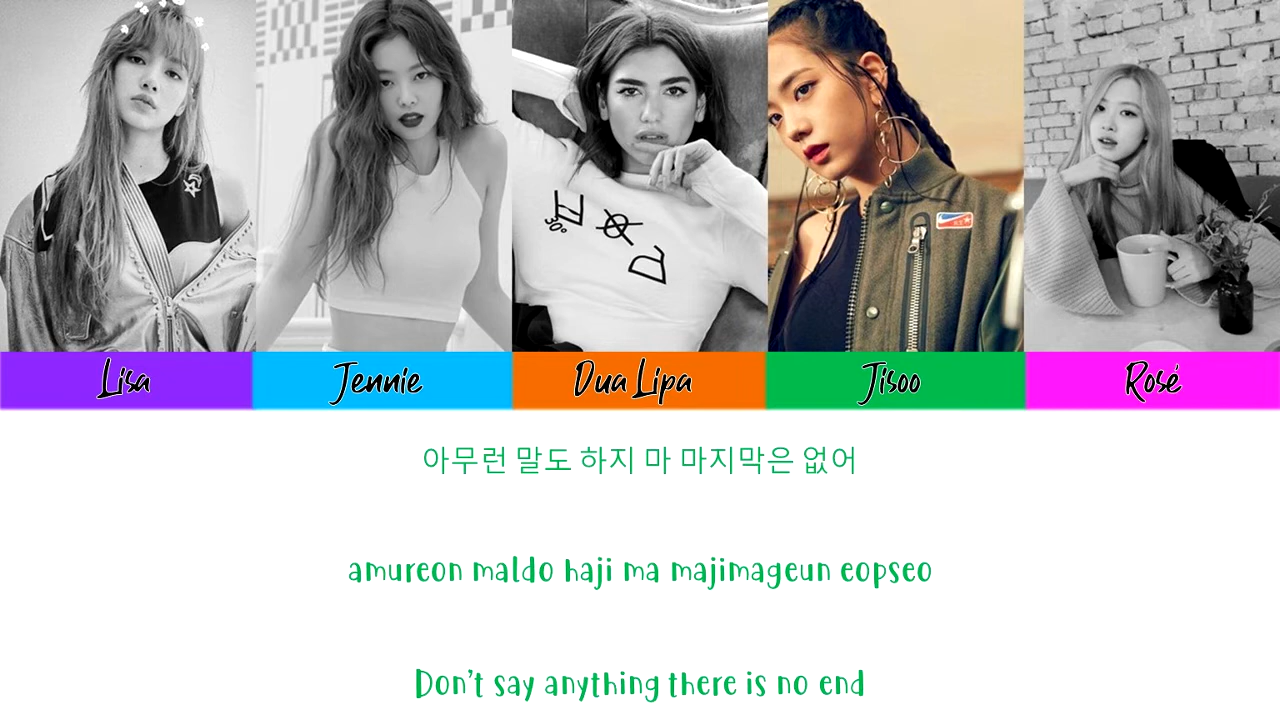 Lisa
Jennie
Dua Lipa
Jisoo
Rosé
아무런 말도 하지 마 마지막은 없어
amureon maldo haji ma majimageun eopseo
Don't say anything there is no end